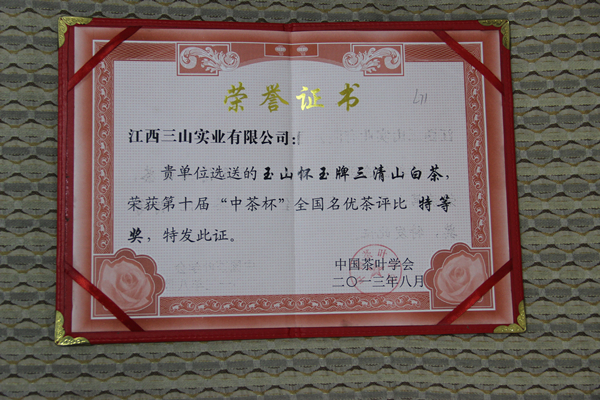 荣誉证书
江西三山实业有限公司：
贵单位选送的玉山怀玉牌三清山白茶，
荣获第十届“中茶杯”全国名优茶评比 特等
奖，特发此证。
中国茶叶学会
二〇一三年八月